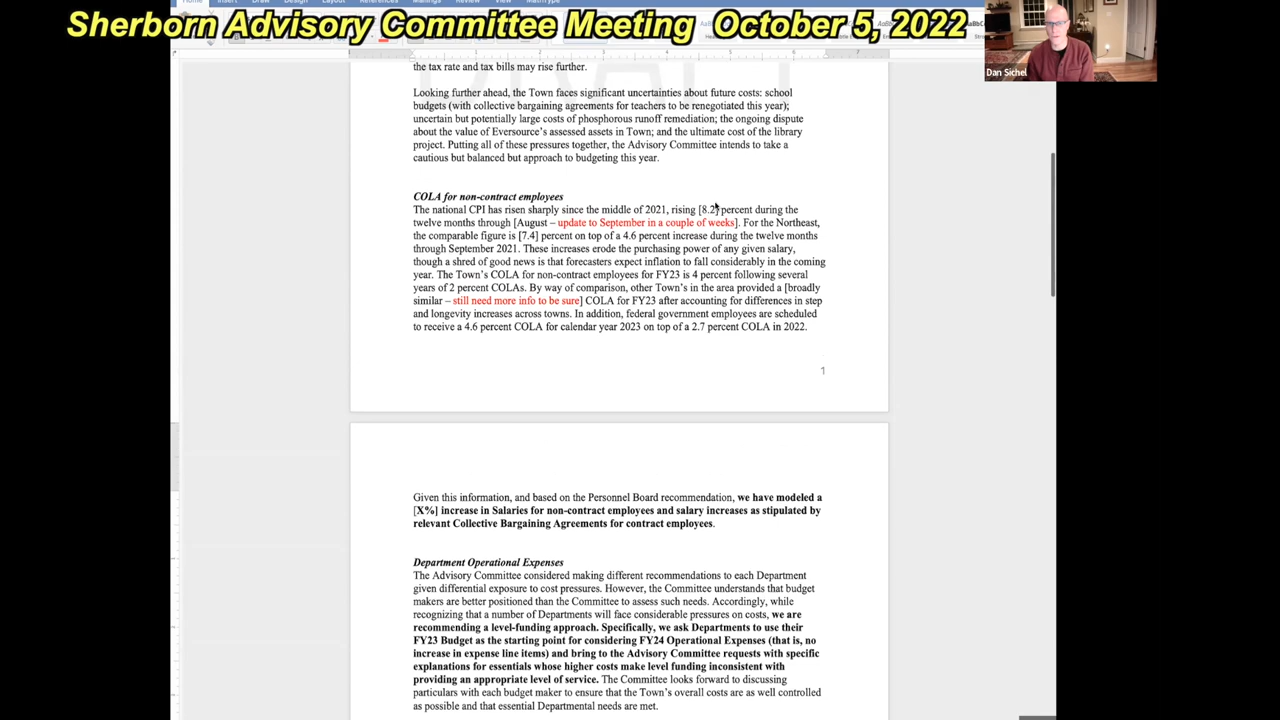 Sherborn Advisory Committee Meeting October 5, 2022
Dan Sichel
the tax rate and tax bills may rise further.
Looking further ahead, the Town faces significant uncertainties about future costs: school
budgets (with collective bargaining agreements for teachers to be renegotiated this year);
uncertain but potentially large costs of phosphorous runoff remediation; the ongoing dispute
about the value of Eversource's assessed assets in Town; and the ultimate cost of the library
project. Putting all of these pressures together, the Advisory Committee intends to take a
cautious but balanced but approach to budgeting this year.
COLA for non-contract employees
The national CPI has risen sharply since the middle of 2021, rising [8.2] percent during the
twelve months through [August – update to September in a couple of weeks]. For the Northeast,
the comparable figure is [7.4] percent on top of a 4.6 percent increase during the twelve months
through September 2021. These increases erode the purchasing power of any given salary,
though a shred of good news is that forecasters expect inflation to fall considerably in the coming
year. The Town's COLA for non-contract employees for FY23 is 4 percent following several
years of 2 percent COLAs. By way of comparison, other Town's in the area provided a [broadly
similar – still need more info to be sure] COLA for FY23 after accounting for differences in step
and longevity increases across towns. In addition, federal government employees are scheduled
to receive a 4.6 percent COLA for calendar year 2023 on top of a 2.7 percent COLA in 2022.
1
Given this information, and based on the Personnel Board recommendation, we have modeled a
[X%] increase in Salaries for non-contract employees and salary increases as stipulated by
relevant Collective Bargaining Agreements for contract employees.
Department Operational Expenses
The Advisory Committee considered making different recommendations to each Department
given differential exposure to cost pressures. However, the Committee understands that budget
makers are better positioned than the Committee to assess such needs. Accordingly, while
recognizing that a number of Departments will face considerable pressures on costs, we are
recommending a level-funding approach. Specifically, we ask Departments to use their
FY23 Budget as the starting point for considering FY24 Operational Expenses (that is, no
increase in expense line items) and bring to the Advisory Committee requests with specific
explanations for essentials whose higher costs make level funding inconsistent with
providing an appropriate level of service. The Committee looks forward to discussing
particulars with each budget maker to ensure that the Town's overall costs are as well controlled
as possible and that essential Departmental needs are met.